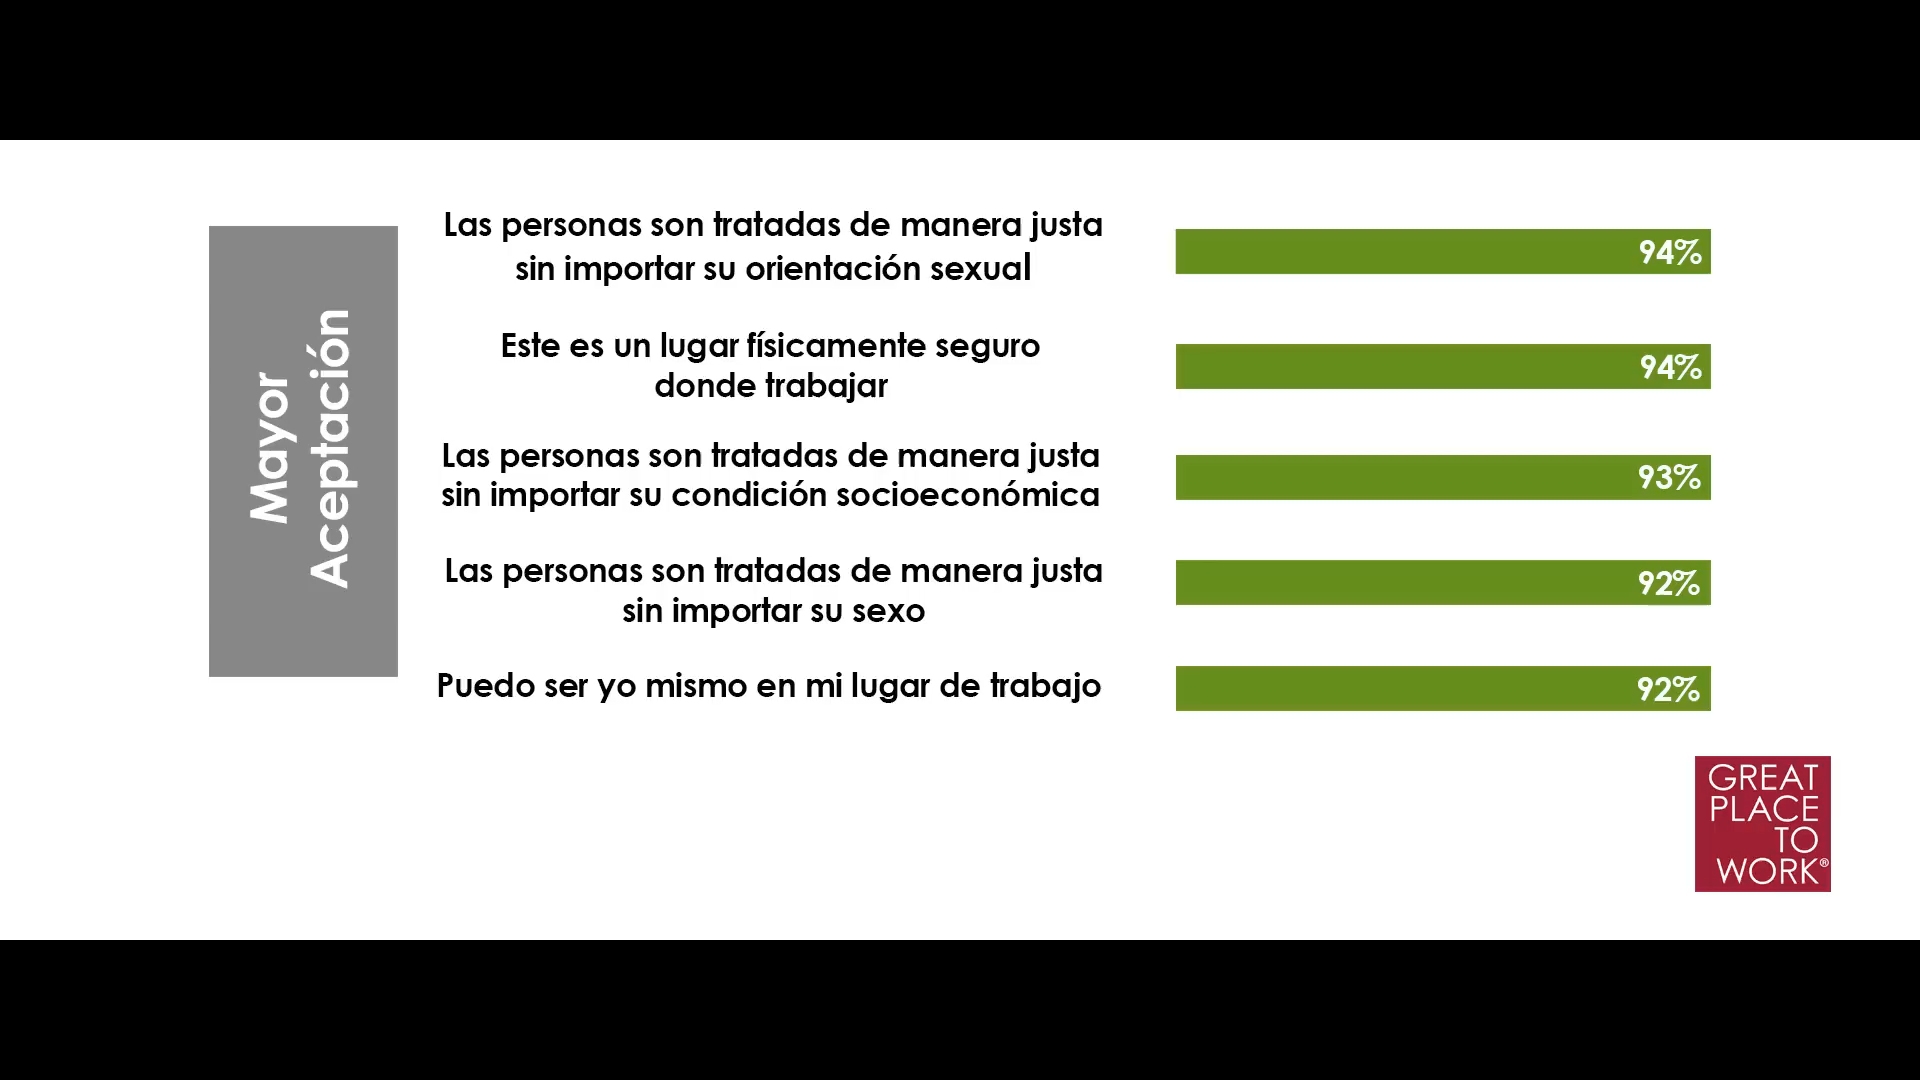 Mayor
Aceptación
Las personas son tratadas de manera justa
sin importar su orientación sexual
94%
Este es un lugar físicamente seguro
donde trabajar
94%
Las personas son tratadas de manera justa
sin importar su condición socioeconómica
93%
Las personas son tratadas de manera justa
sin importar su sexo
92%
Puedo ser yo mismo en mi lugar de trabajo
92%
GREAT
PLACE
TO
WORK®